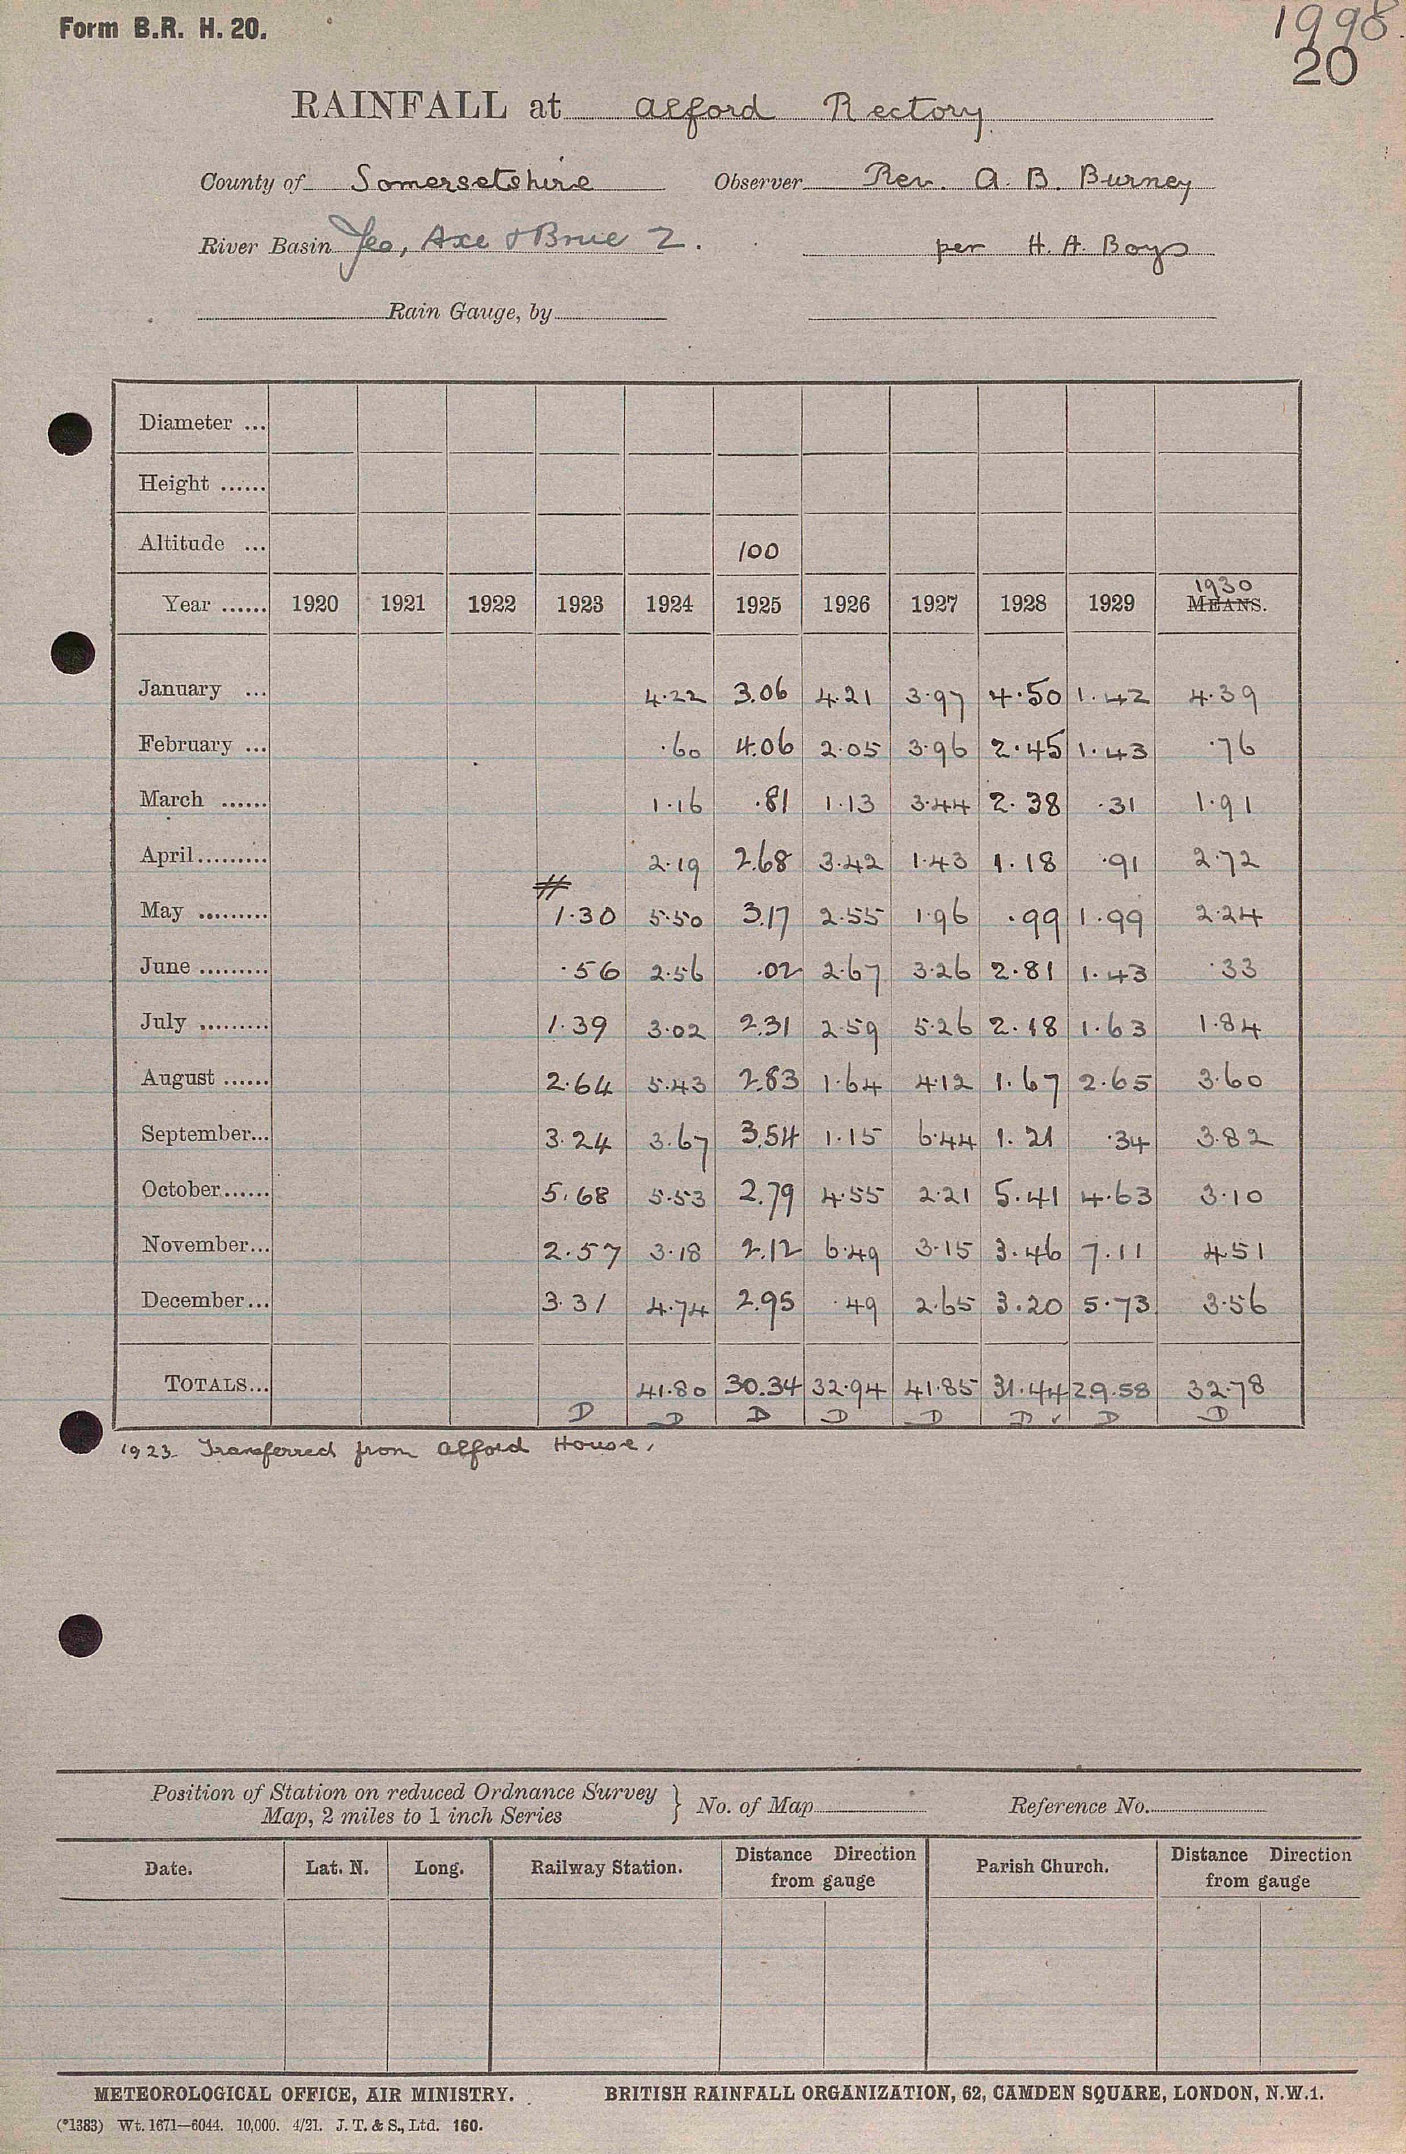 Form B.R. H. 20.
1998.
20
RAINFALL at Alford Rectory
County of Somersetshire Observer Rev. A. B. Burney
River Basin Yeo, Axe & Brue 2. per H. A. Boys
Rain Gauge, by
Diameter ...
Height ......
Altitude ... 100
1930
Year ...... 1920 1921 1922 1923 1924 1925 1926 1927 1928 1929 MEANS.
January ... 4.22 3.06 4.21 3.97 4.50 1.42 4.39
February ... .60 4.06 2.05 3.96 2.45 1.43 .76
March ...... 1.16 .81 1.13 3.44 2.38 .31 1.91
April......... 2.19 2.68 3.42 1.43 1.18 .91 2.72
May ......... 1.30 5.50 3.17 2.55 1.96 .99 1.99 2.24
June ......... .56 2.56 .02 2.67 3.26 2.81 1.43 .33
July ......... 1.39 3.02 2.31 2.59 5.26 2.18 1.63 1.84
August ...... 2.64 5.43 2.83 1.64 4.12 1.67 2.65 3.60
September... 3.24 3.67 3.54 1.15 6.44 1.21 .34 3.82
October...... 5.68 5.53 2.79 4.55 2.21 5.41 4.63 3.10
November... 2.57 3.18 2.12 6.49 3.15 3.46 7.11 4.51
December... 3.31 4.74 2.95 .49 2.65 3.20 5.73 3.56
TOTALS... 41.80 30.34 32.94 41.85 31.44 29.58 32.78
D D D D D D ✓ D D
1923 Transferred from Alford House.
Position of Station on reduced Ordnance Survey
Map, 2 miles to 1 inch Series } No. of Map Reference No.
Date. Lat. N. Long. Railway Station. Distance Direction from gauge Parish Church. Distance Direction from gauge
METEOROLOGICAL OFFICE, AIR MINISTRY. BRITISH RAINFALL ORGANIZATION, 62, CAMDEN SQUARE, LONDON, N.W.1.
(*1383) Wt. 1671—6044. 10,000. 4/21. J. T. & S., Ltd. 160.